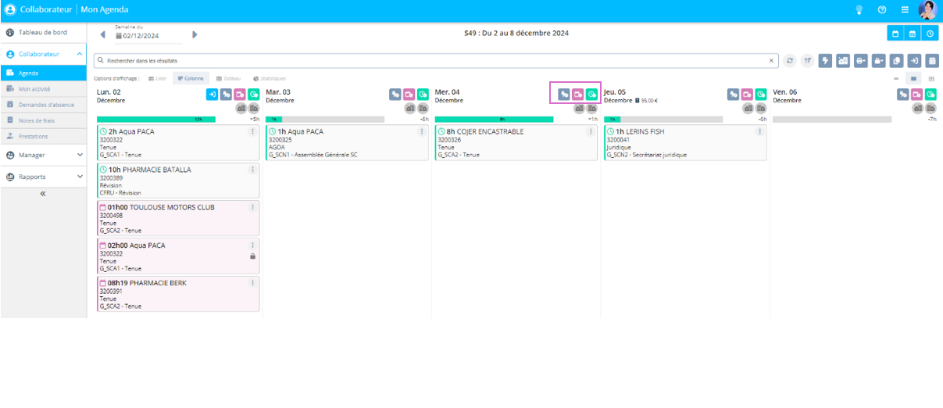 Collaborateur | Mon Agenda
Tableau de bord
Collaborateur
Agenda
Mon activité
Demandes d'absence
Notes de frais
Prestations
Manager
Rapports
Semaine du
02/12/2024
S49 : Du 2 au 8 décembre 2024
Rechercher dans les résultats
Options d'affichage : Liste Colonne Tableau Statistiques
Lun. 02
Décembre
12h +5h
2h Aqua PACA
3200322
Tenue
G_SCA1 - Tenue
10h PHARMACIE BATALLA
3200389
Révision
CFRU - Révision
01h00 TOULOUSE MOTORS CLUB
3200498
Tenue
G_SCA2 - Tenue
02h00 Aqua PACA
3200322
Tenue
G_SCA1 - Tenue
08h19 PHARMACIE BERK
3200391
Tenue
G_SCA2 - Tenue
Mar. 03
Décembre
1h -6h
1h Aqua PACA
3200325
AGOA
G_SCN1 - Assemblée Générale SC
Mer. 04
Décembre
8h +1h
8h COJER ENCASTRABLE
3200326
Tenue
G_SCA2 - Tenue
Jeu. 05
Décembre 96.00 €
1h -6h
1h LERINS FISH
3200041
Juridique
G_SCN2 - Secrétariat juridique
Ven. 06
Décembre
-7h